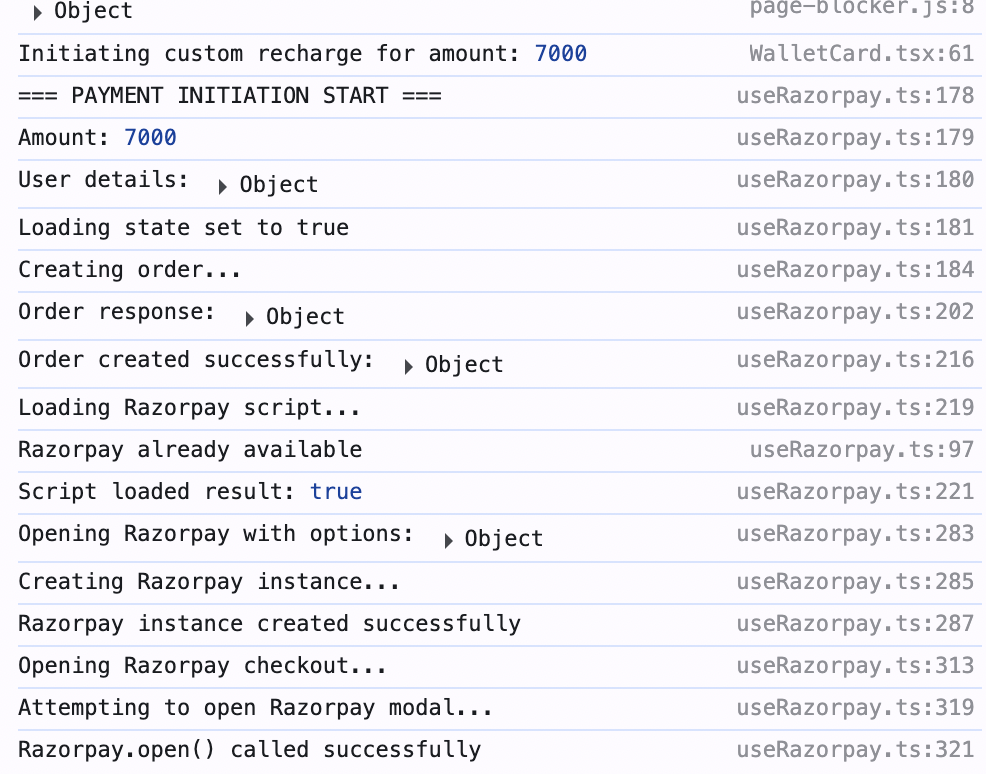 ▶ Object page-blocker.js:8
Initiating custom recharge for amount: 7000 WalletCard.tsx:61
=== PAYMENT INITIATION START === useRazorpay.ts:178
Amount: 7000 useRazorpay.ts:179
User details: ▶ Object useRazorpay.ts:180
Loading state set to true useRazorpay.ts:181
Creating order... useRazorpay.ts:184
Order response: ▶ Object useRazorpay.ts:202
Order created successfully: ▶ Object useRazorpay.ts:216
Loading Razorpay script... useRazorpay.ts:219
Razorpay already available useRazorpay.ts:97
Script loaded result: true useRazorpay.ts:221
Opening Razorpay with options: ▶ Object useRazorpay.ts:283
Creating Razorpay instance... useRazorpay.ts:285
Razorpay instance created successfully useRazorpay.ts:287
Opening Razorpay checkout... useRazorpay.ts:313
Attempting to open Razorpay modal... useRazorpay.ts:319
Razorpay.open() called successfully useRazorpay.ts:321